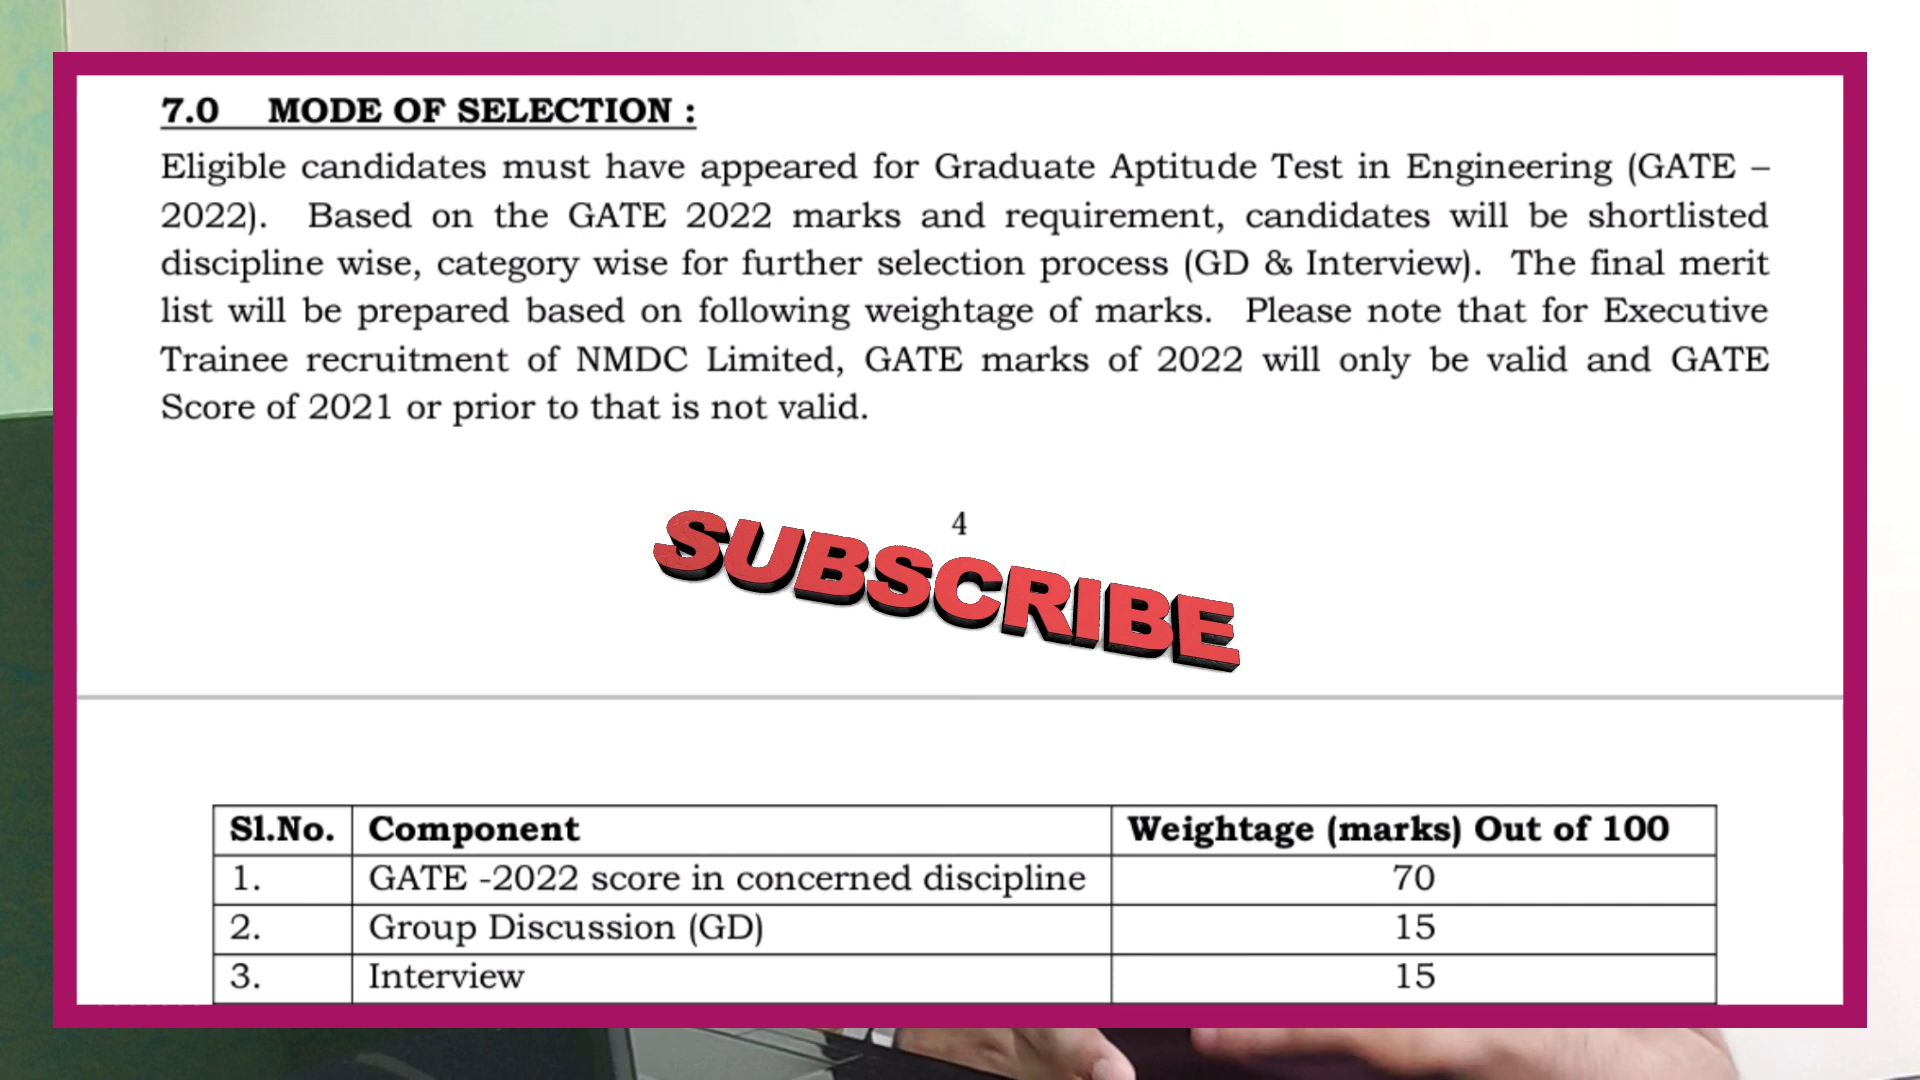 7.0 MODE OF SELECTION :
Eligible candidates must have appeared for Graduate Aptitude Test in Engineering (GATE –
2022). Based on the GATE 2022 marks and requirement, candidates will be shortlisted
discipline wise, category wise for further selection process (GD & Interview). The final merit
list will be prepared based on following weightage of marks. Please note that for Executive
Trainee recruitment of NMDC Limited, GATE marks of 2022 will only be valid and GATE
Score of 2021 or prior to that is not valid.
4
SUBSCRIBE
Sl.No. Component Weightage (marks) Out of 100
1. GATE -2022 score in concerned discipline 70
2. Group Discussion (GD) 15
3. Interview 15